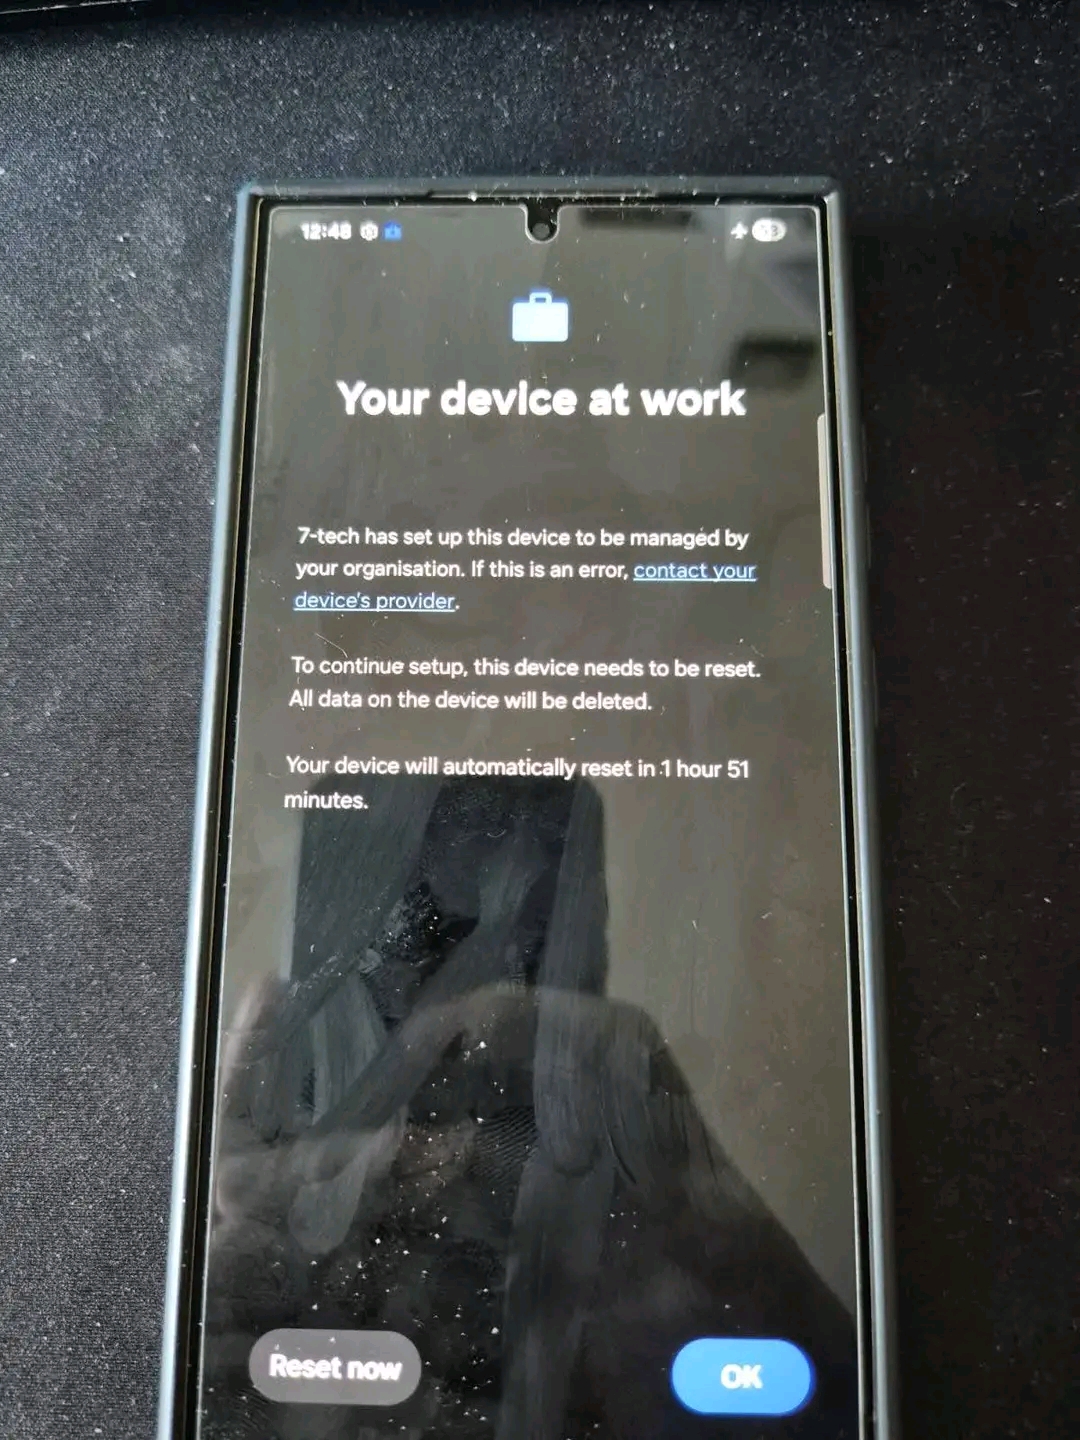 12:48
Your device at work
7-tech has set up this device to be managed by
your organisation. If this is an error, contact your
device's provider.
To continue setup, this device needs to be reset.
All data on the device will be deleted.
Your device will automatically reset in 1 hour 51
minutes.
Reset now
OK